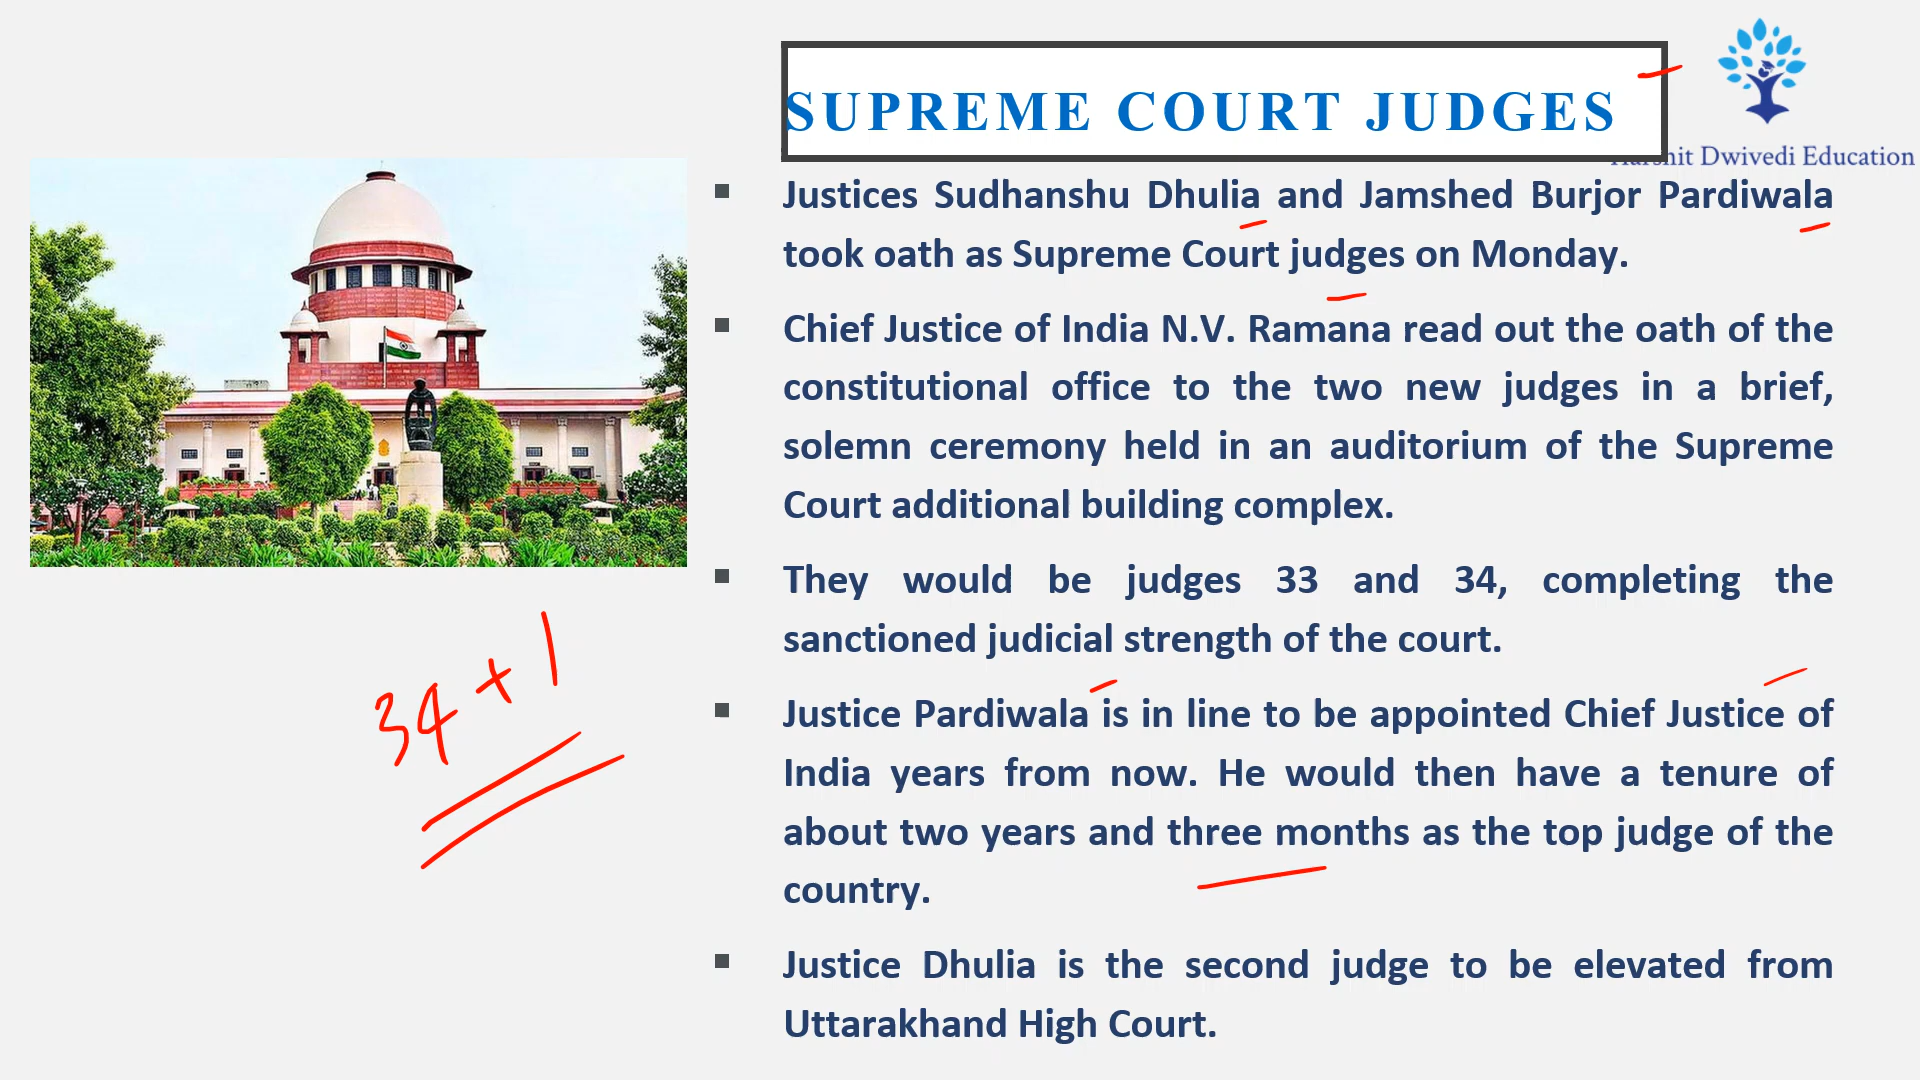 SUPREME COURT JUDGES
Dwivedi Education
▪ Justices Sudhanshu Dhulia and Jamshed Burjor Pardiwala
took oath as Supreme Court judges on Monday.
▪ Chief Justice of India N.V. Ramana read out the oath of the
constitutional office to the two new judges in a brief,
solemn ceremony held in an auditorium of the Supreme
Court additional building complex.
▪ They would be judges 33 and 34, completing the
sanctioned judicial strength of the court.
▪ Justice Pardiwala is in line to be appointed Chief Justice of
India years from now. He would then have a tenure of
about two years and three months as the top judge of the
country.
▪ Justice Dhulia is the second judge to be elevated from
Uttarakhand High Court.
34+1